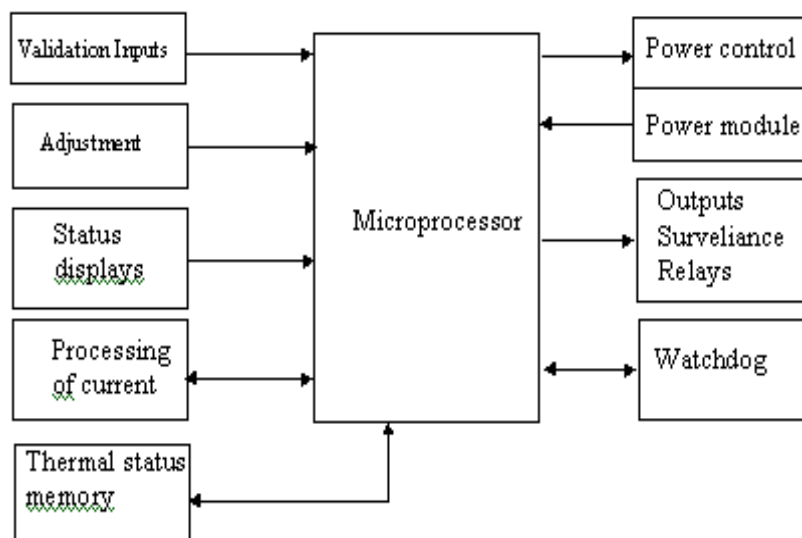 Validation Inputs
Adjustment
Status
displays
Processing
of current
Thermal status
memory
Microprocessor
Power control
Power module
Outputs
Surveliance
Relays
Watchdog